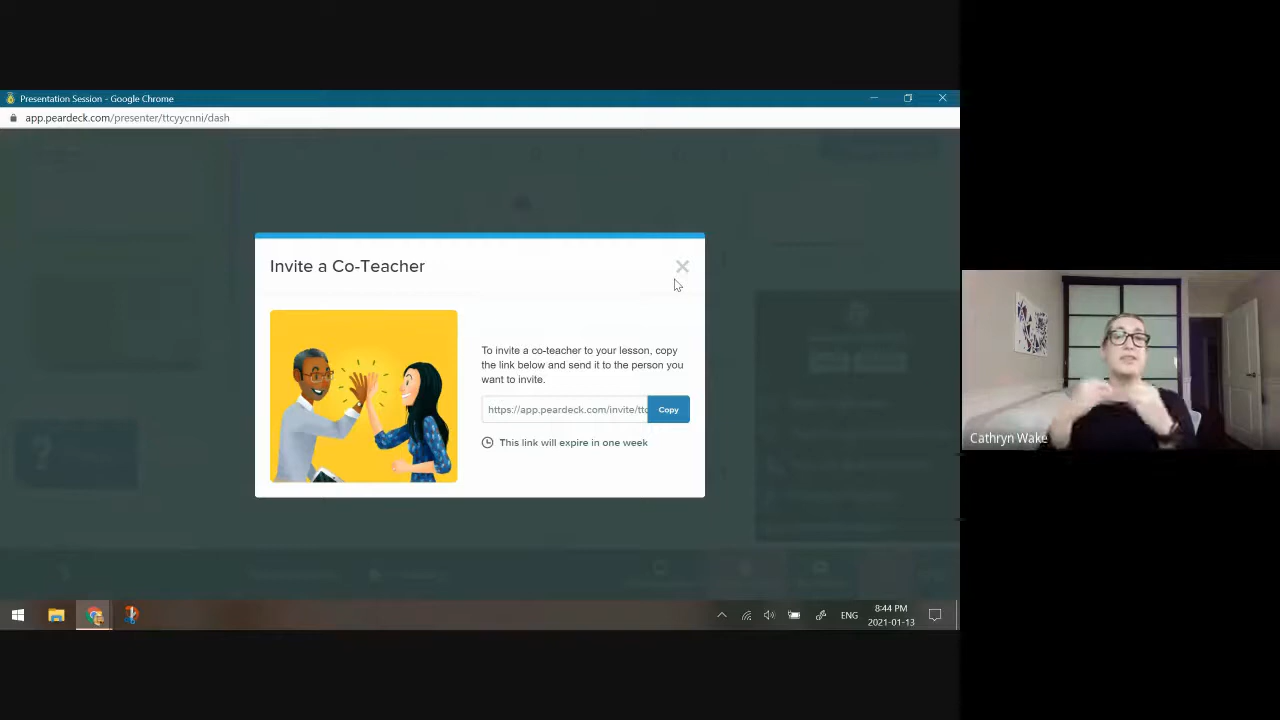 Presentation Session - Google Chrome
app.peardeck.com/presenter/ttcyycnni/dash
Invite a Co-Teacher
To invite a co-teacher to your lesson, copy
the link below and send it to the person you
want to invite.
https://app.peardeck.com/invite/ttc
Copy
This link will expire in one week
?
Cathryn Wake
ENG
8:44 PM
2021-01-13